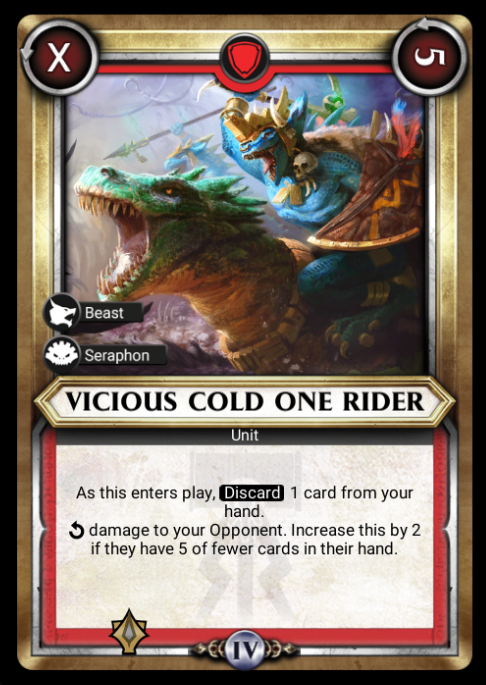 X
5
Beast
Seraphon
VICIOUS COLD ONE RIDER
Unit
As this enters play, Discard 1 card from your
hand.
damage to your Opponent. Increase this by 2
if they have 5 of fewer cards in their hand.
IV